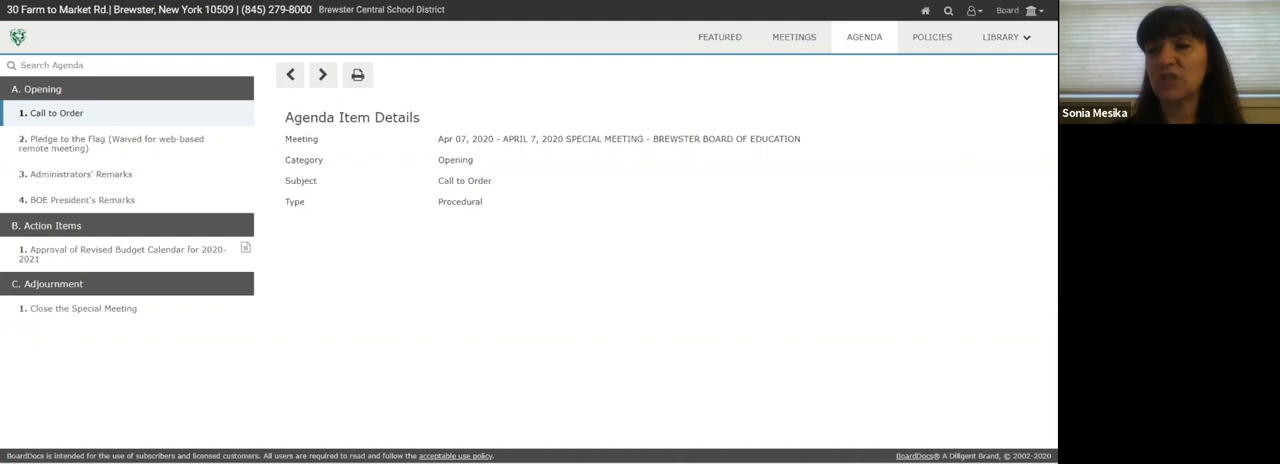 30 Farm to Market Rd.| Brewster, New York 10509 | (845) 279-8000 Brewster Central School District
Board
FEATURED MEETINGS AGENDA POLICIES LIBRARY
Search Agenda
A. Opening
1. Call to Order
2. Pledge to the Flag (Waived for web-based
remote meeting)
3. Administrators' Remarks
4. BOE President's Remarks
B. Action Items
1. Approval of Revised Budget Calendar for 2020-
2021
C. Adjournment
1. Close the Special Meeting
Agenda Item Details
Meeting Apr 07, 2020 - APRIL 7, 2020 SPECIAL MEETING - BREWSTER BOARD OF EDUCATION
Category Opening
Subject Call to Order
Type Procedural
Sonia Mesika
BoardDocs is intended for the use of subscribers and licensed customers. All users are required to read and follow the acceptable use policy.
BoardDocs® A Diligent Brand, © 2002-2020